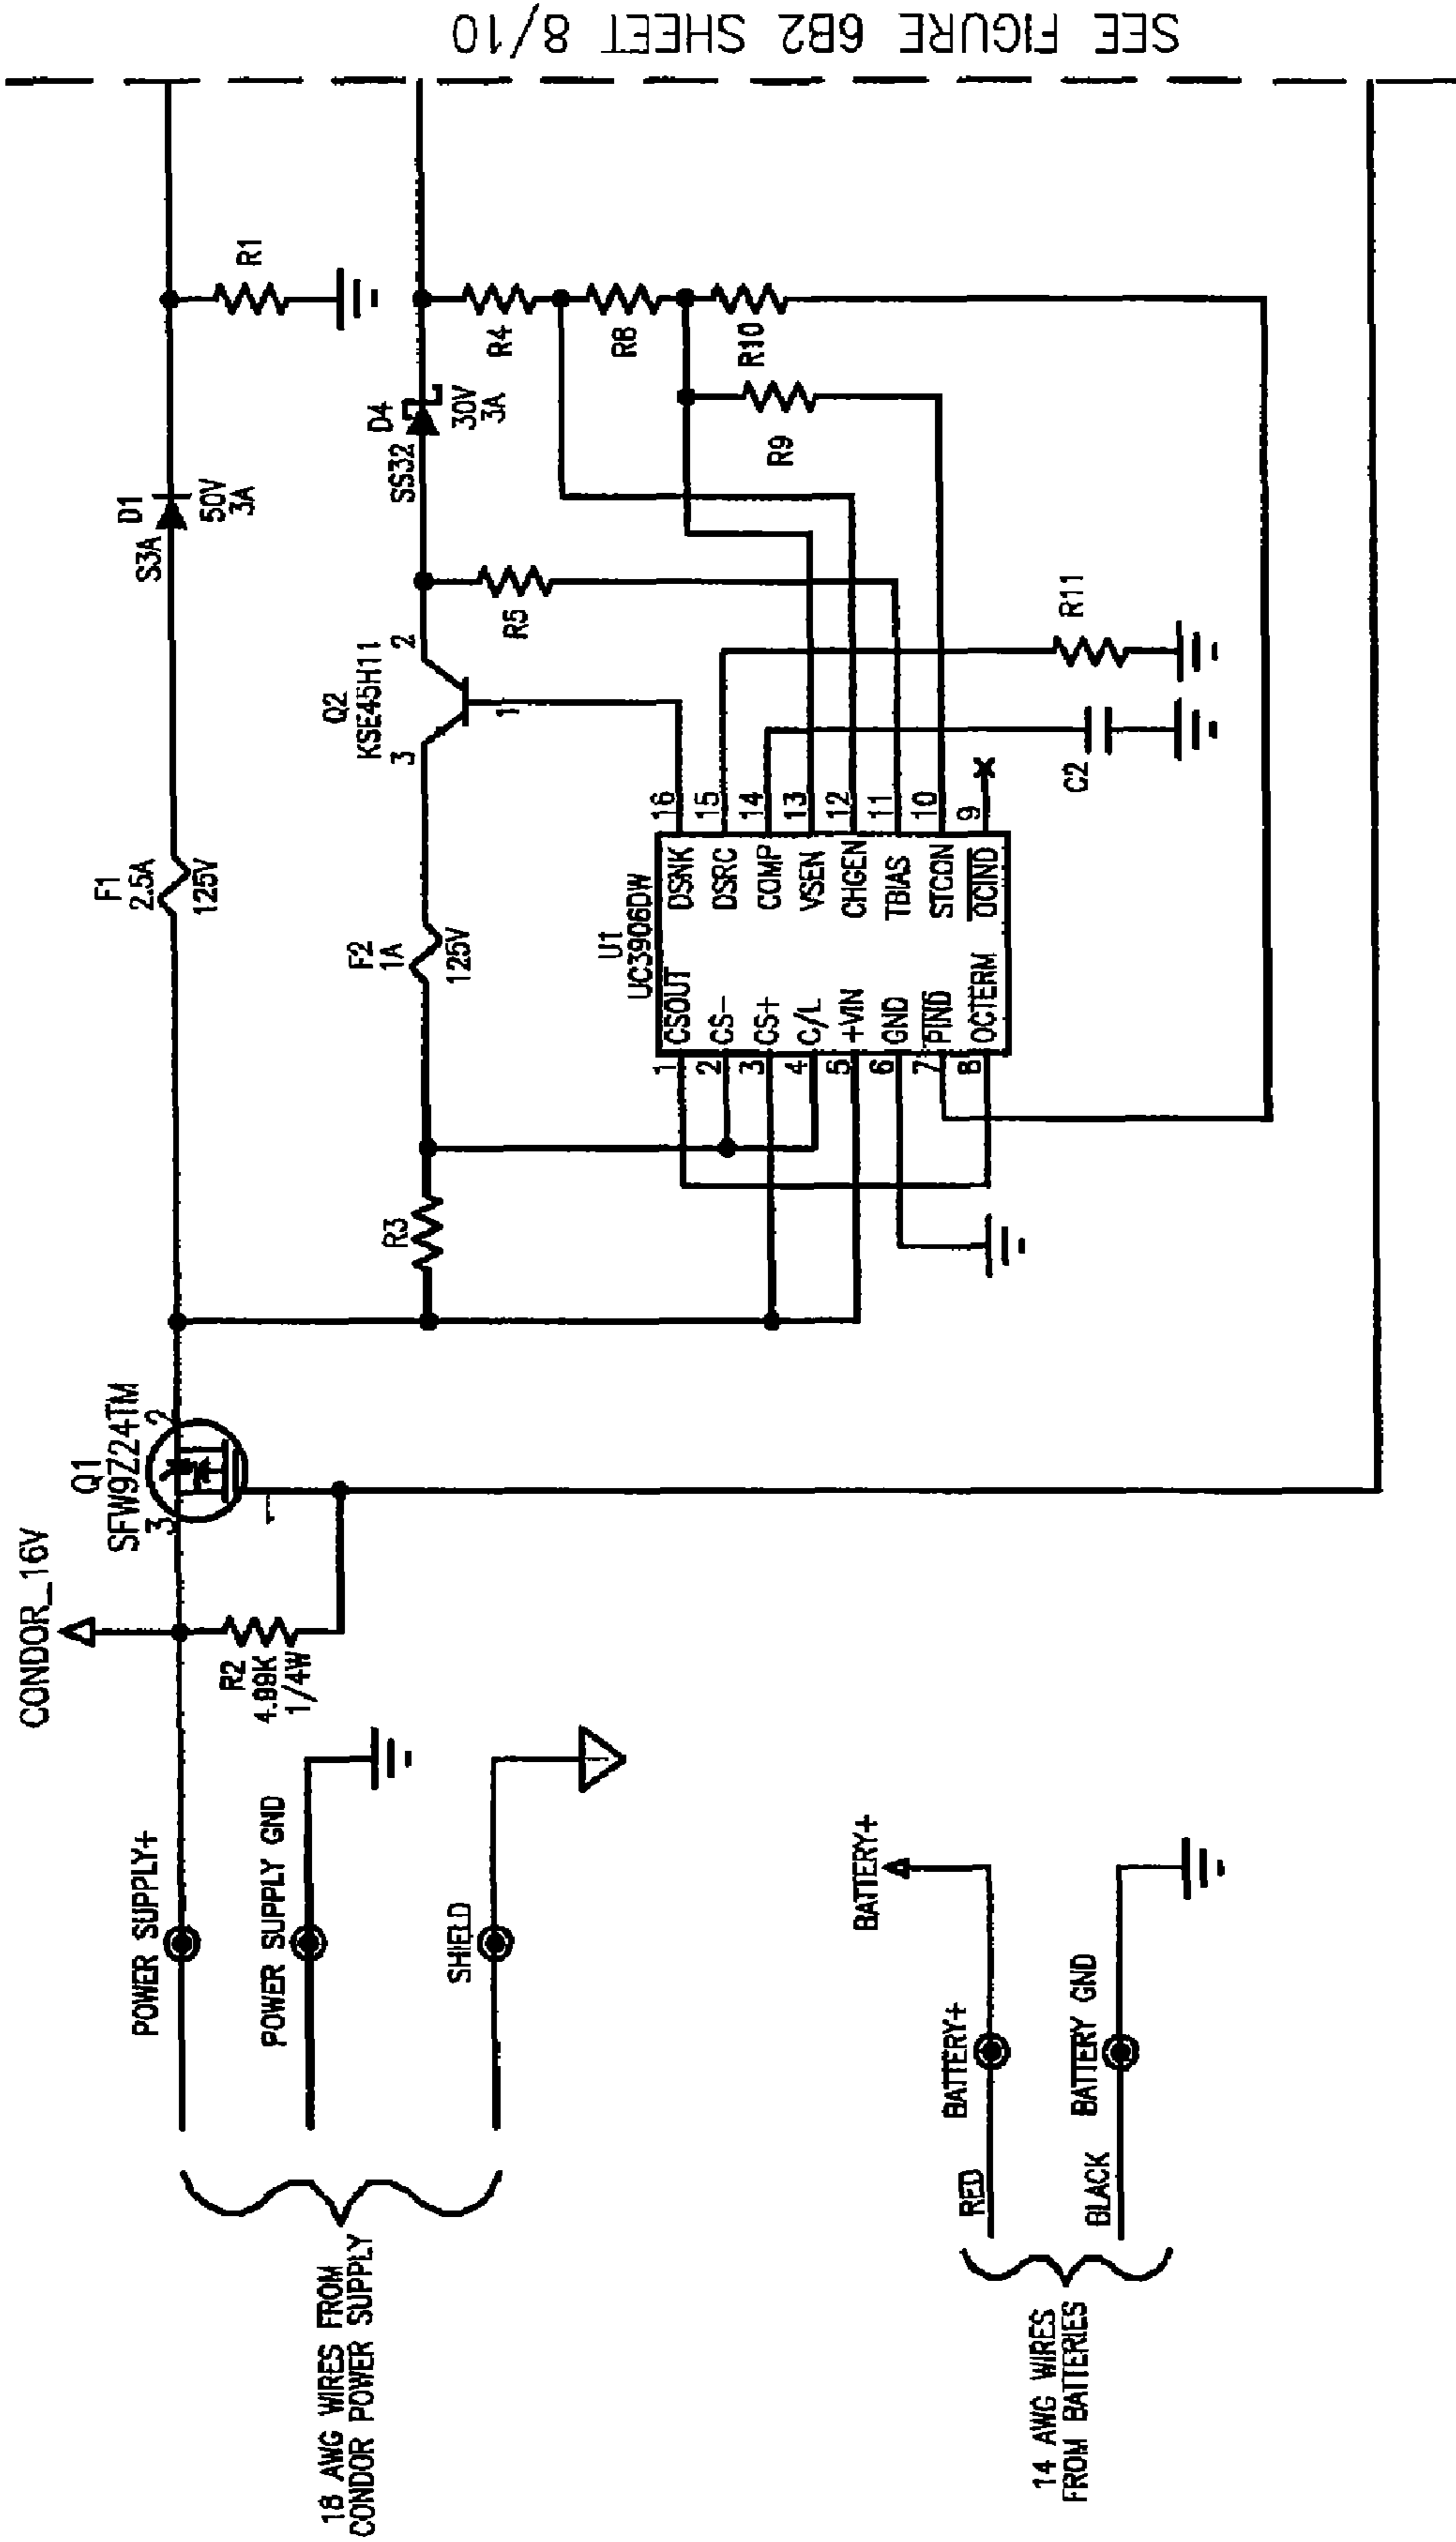 SEE FIGURE 6B2 SHEET 8/10
CONDOR_16V
Q1
SFW9Z24TM
3
2
1
POWER SUPPLY+
POWER SUPPLY GND
SHIELD
18 AWG WIRES FROM
CONDOR POWER SUPPLY
R2
4.99K
1/4W
F1
2.5A
125V
D1
S3A
50V
3A
R1
R3
F2
1A
125V
Q2
KSE45H11
3
2
1
D4
SS32
30V
3A
R4
R8
R10
R9
R5
R11
C2
U1
UC3906DW
1 CSOUT
2 CS-
3 CS+
4 C/L
5 +VIN
6 GND
7 PIND
8 OCTERM
DSNK 16
DSRC 15
COMP 14
VSEN 13
CHGEN 12
TBIAS 11
STCON 10
OCIND 9
BATTERY+
BATTERY+
RED
BATTERY GND
BLACK
14 AWG WIRES
FROM BATTERIES